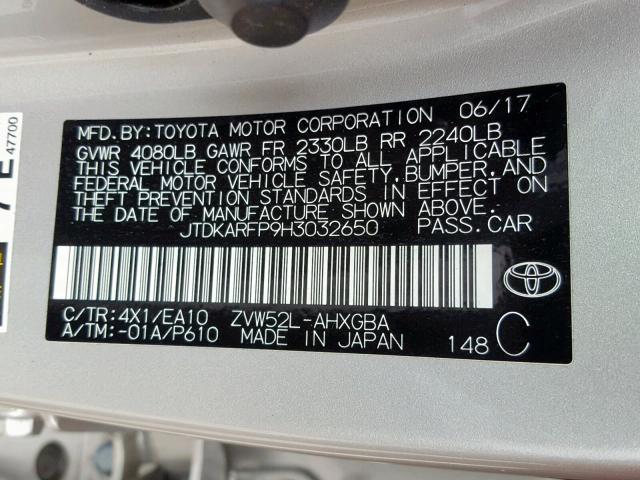 MFD.BY:TOYOTA MOTOR CORPORATION 06/17
GVWR 4080LB GAWR FR 2330LB RR 2240LB
THIS VEHICLE CONFORMS TO ALL APPLICABLE
FEDERAL MOTOR VEHICLE SAFETY,BUMPER,AND
THEFT PREVENTION STANDARDS IN EFFECT ON
THE DATE OF MANUFACTURE SHOWN ABOVE.
JTDKARFP9H3032650 PASS.CAR
C/TR:4X1/EA10 ZVW52L-AHXGBA
A/TM:-01A/P610 MADE IN JAPAN 148 C
47700